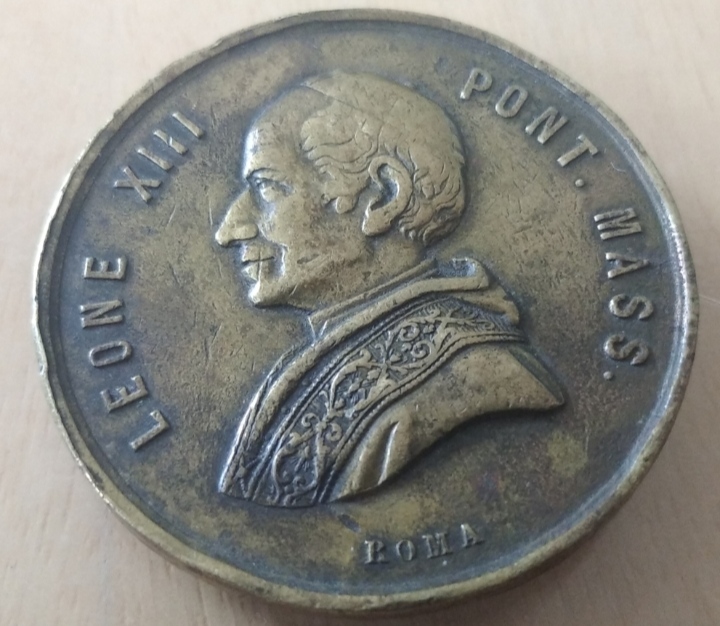 LEONE XIII PONT. MASS.
ROMA